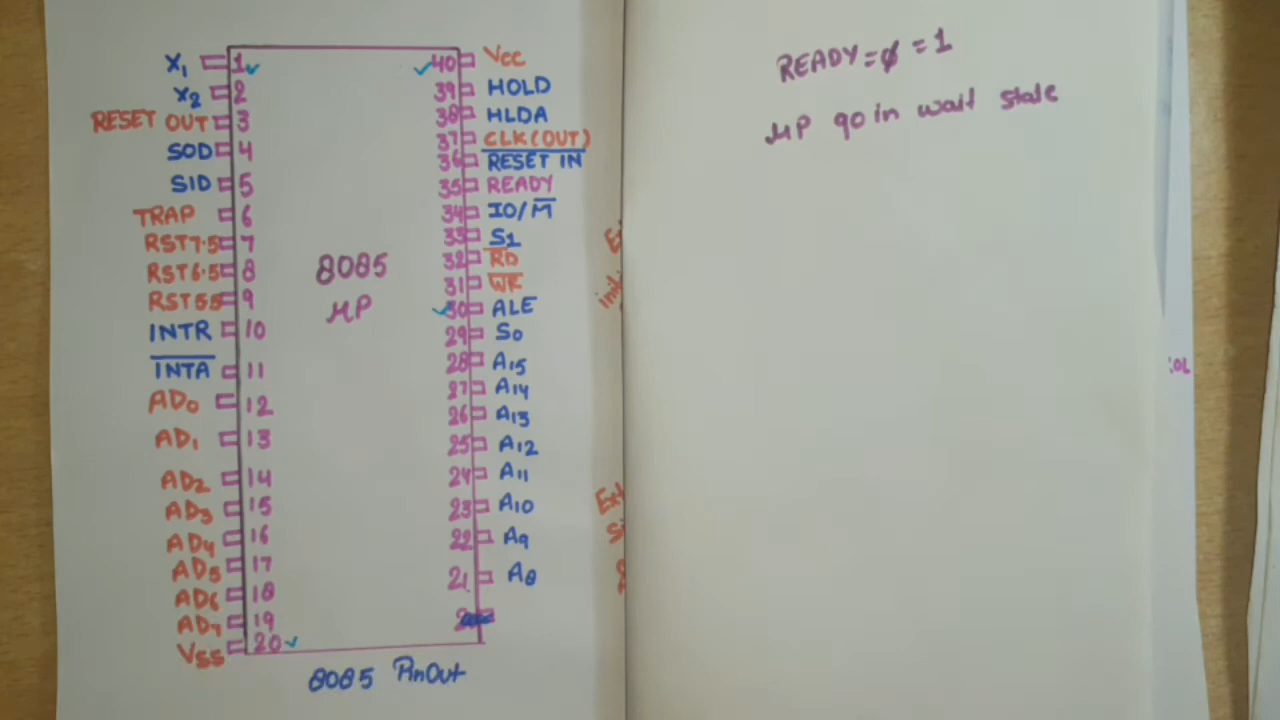 X1
X2
RESET OUT
SOD
SID
TRAP
RST7.5
RST6.5
RST5.5
INTR
INTA
AD0
AD1
AD2
AD3
AD4
AD5
AD6
AD7
VSS
1
2
3
4
5
6
7
8
9
10
11
12
13
14
15
16
17
18
19
20
8085
μP
40
39
38
37
36
35
34
33
32
31
30
29
28
27
26
25
24
23
22
21
Vcc
HOLD
HLDA
CLK(OUT)
RESET IN
READY
IO/M
S1
RD
WR
ALE
S0
A15
A14
A13
A12
A11
A10
A9
A8
8085 PinOut
READY=0 =1
μP go in wait state